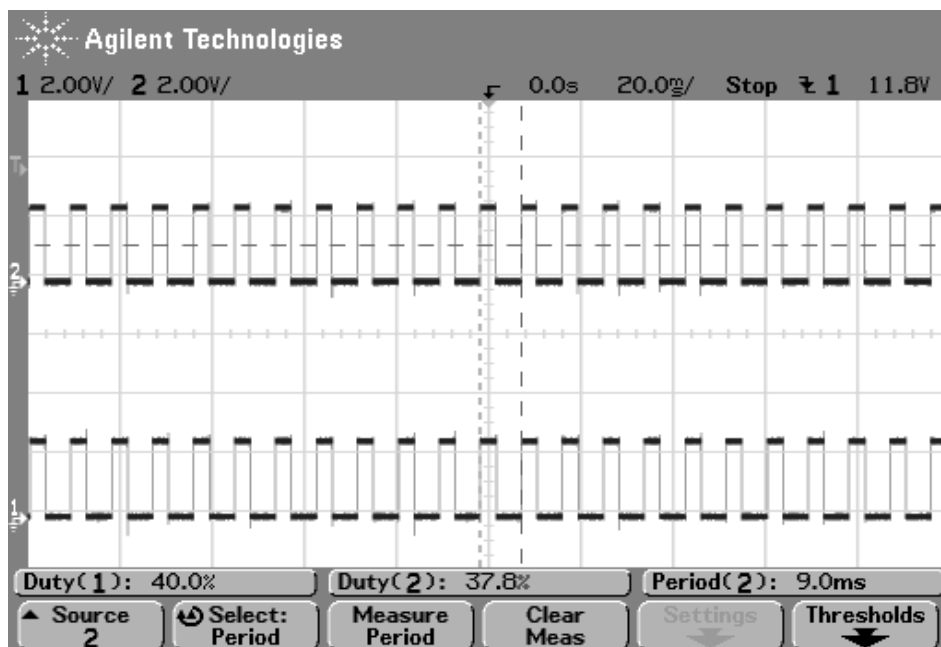 Agilent Technologies
1 2.00V/ 2 2.00V/ 0.0s 20.0ms/ Stop 1 11.8V
T
2
1
Duty(1): 40.0% Duty(2): 37.8% Period(2): 9.0ms
Source Select: Measure Clear Settings Thresholds
2 Period Period Meas